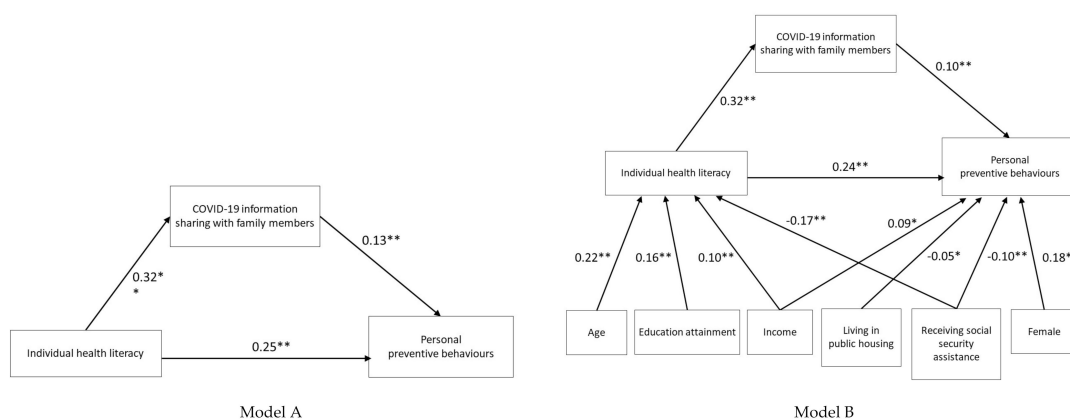 COVID-19 information
sharing with family members
0.32*
*
0.13**
Individual health literacy
0.25**
Personal
preventive behaviours
Model A
COVID-19 information
sharing with family members
0.32**
0.10**
Individual health literacy
0.24**
Personal
preventive behaviours
0.22**
0.16**
0.10**
-0.17**
0.09*
-0.05*
-0.10**
0.18*
Age
Education attainment
Income
Living in
public housing
Receiving social
security
assistance
Female
Model B